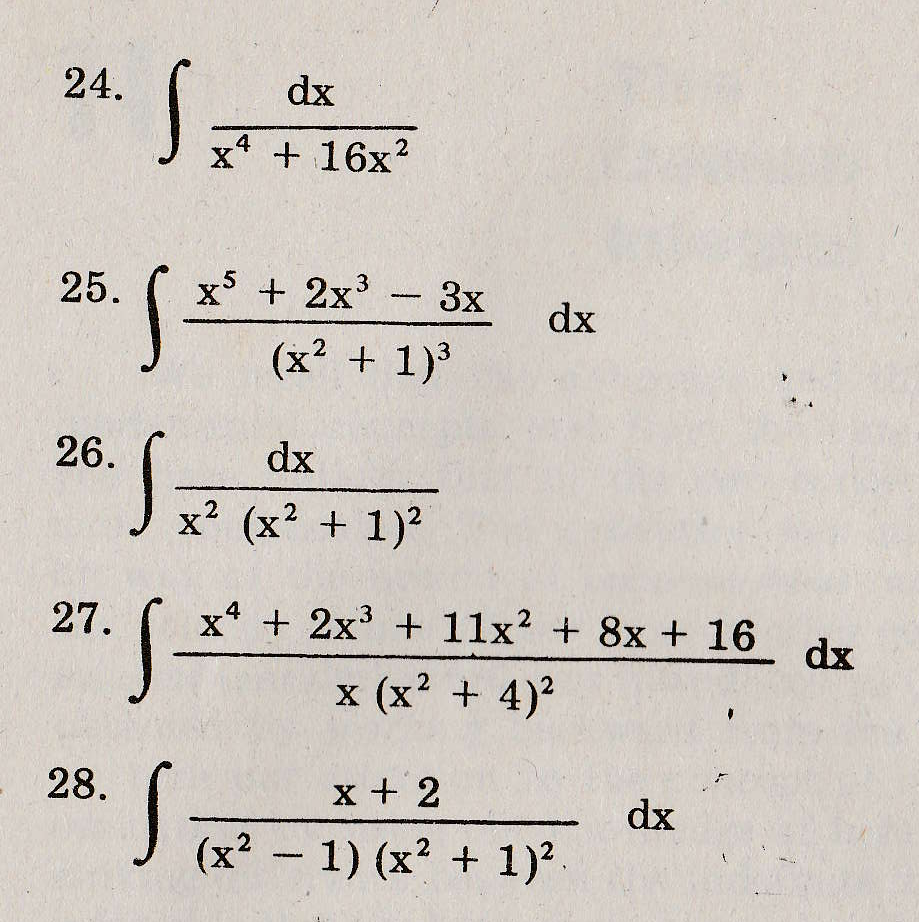 24. ∫ dx / (x⁴ + 16x²)
25. ∫ (x⁵ + 2x³ − 3x) / (x² + 1)³ dx
26. ∫ dx / (x² (x² + 1)²)
27. ∫ (x⁴ + 2x³ + 11x² + 8x + 16) / (x (x² + 4)²) dx
28. ∫ (x + 2) / ((x² − 1) (x² + 1)²) dx